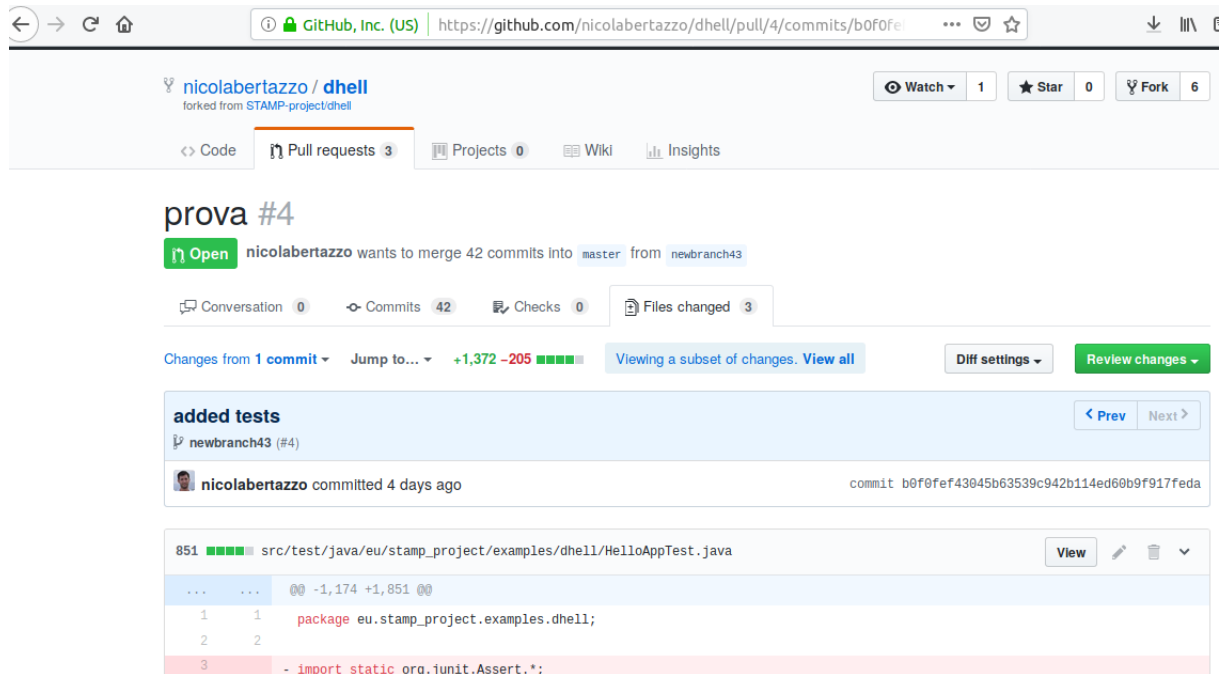 GitHub, Inc. (US) https://github.com/nicolabertazzo/dhell/pull/4/commits/b0f0fe
nicolabertazzo / dhell
forked from STAMP-project/dhell
Watch 1 Star 0 Fork 6
Code Pull requests 3 Projects 0 Wiki Insights
prova #4
Open nicolabertazzo wants to merge 42 commits into master from newbranch43
Conversation 0 Commits 42 Checks 0 Files changed 3
Changes from 1 commit Jump to... +1,372 −205 Viewing a subset of changes. View all Diff settings Review changes
added tests Prev Next
newbranch43 (#4)
nicolabertazzo committed 4 days ago commit b0f0fef43045b63539c942b114ed60b9f917feda
851 src/test/java/eu/stamp_project/examples/dhell/HelloAppTest.java View
... ... @@ -1,174 +1,851 @@
1 1 package eu.stamp_project.examples.dhell;
2 2
3 - import static org.junit.Assert.*;